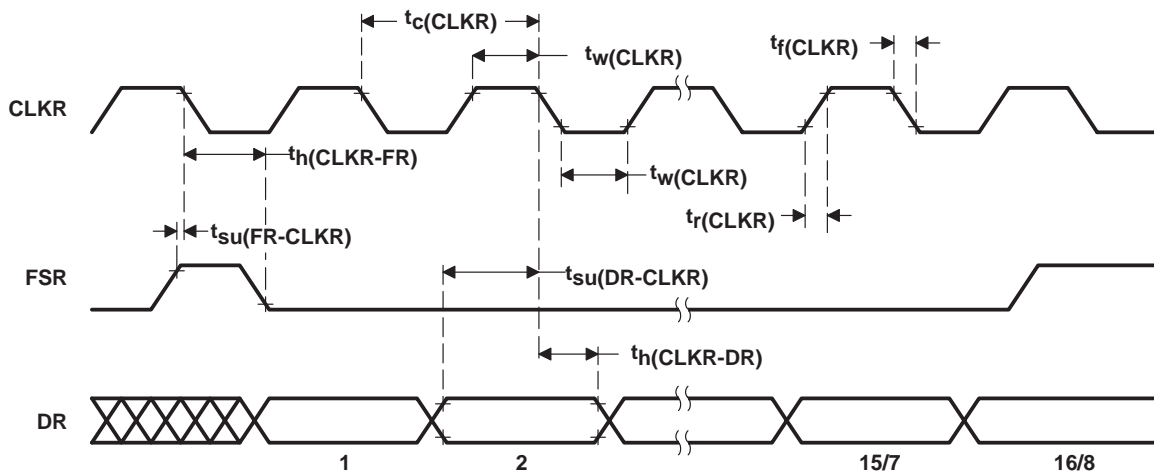 tc(CLKR)
tw(CLKR)
tf(CLKR)
CLKR
th(CLKR-FR)
tw(CLKR)
tr(CLKR)
tsu(FR-CLKR)
FSR
tsu(DR-CLKR)
th(CLKR-DR)
DR
1 2 15/7 16/8